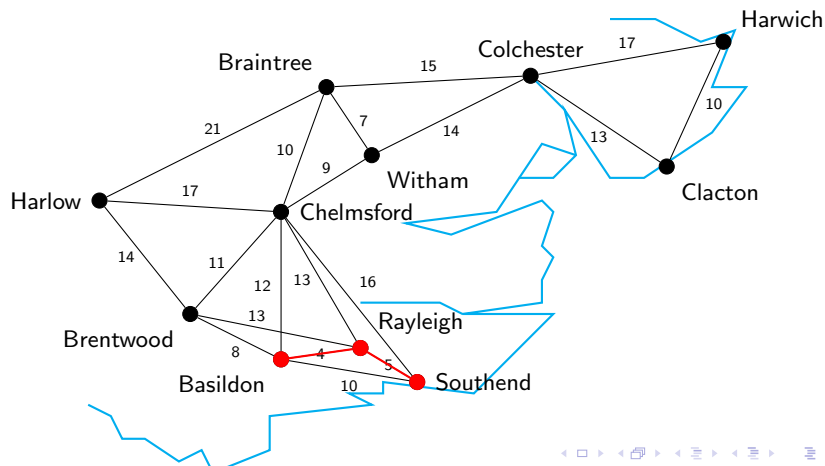 Harwich
17
Colchester
Braintree
15
10
21
7
14
13
10
9
Witham
17
Clacton
Harlow
Chelmsford
14
11
12
13
16
13
Rayleigh
Brentwood
8
4
5
Basildon
10
Southend